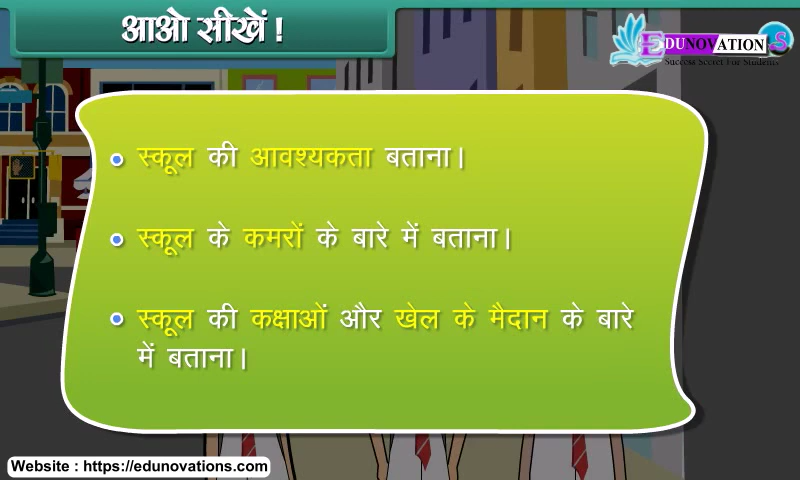 आओ सीखें!
EDUNOVATIONS
Success Secret For Students
स्कूल की आवश्यकता बताना।
स्कूल के कमरों के बारे में बताना।
स्कूल की कक्षाओं और खेल के मैदान के बारे
में बताना।
Website : https://edunovations.com